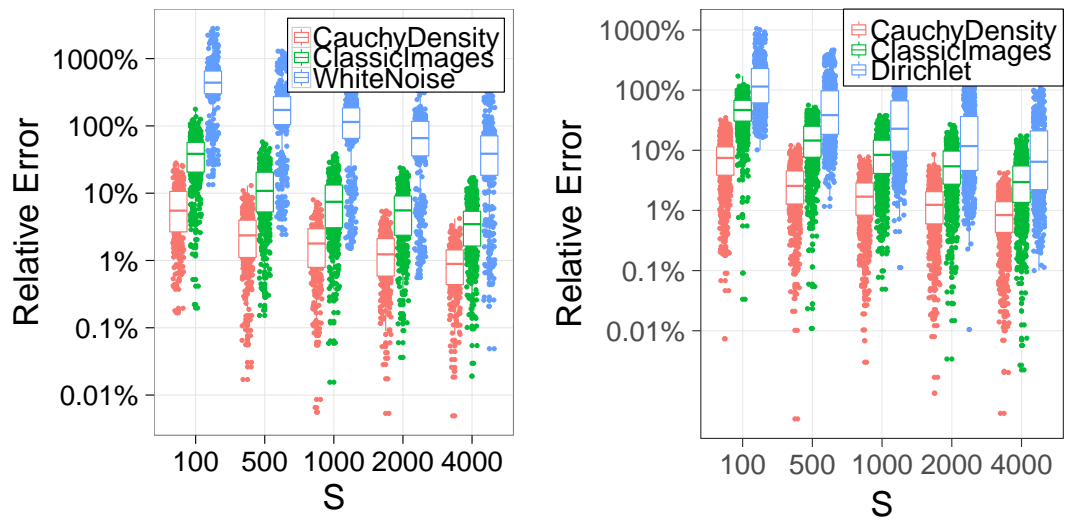 CauchyDensity
ClassicImages
WhiteNoise
1000%
100%
10%
1%
0.1%
0.01%
Relative Error
100 500 1000 2000 4000
S
CauchyDensity
ClassicImages
Dirichlet
1000%
100%
10%
1%
0.1%
0.01%
Relative Error
100 500 1000 2000 4000
S